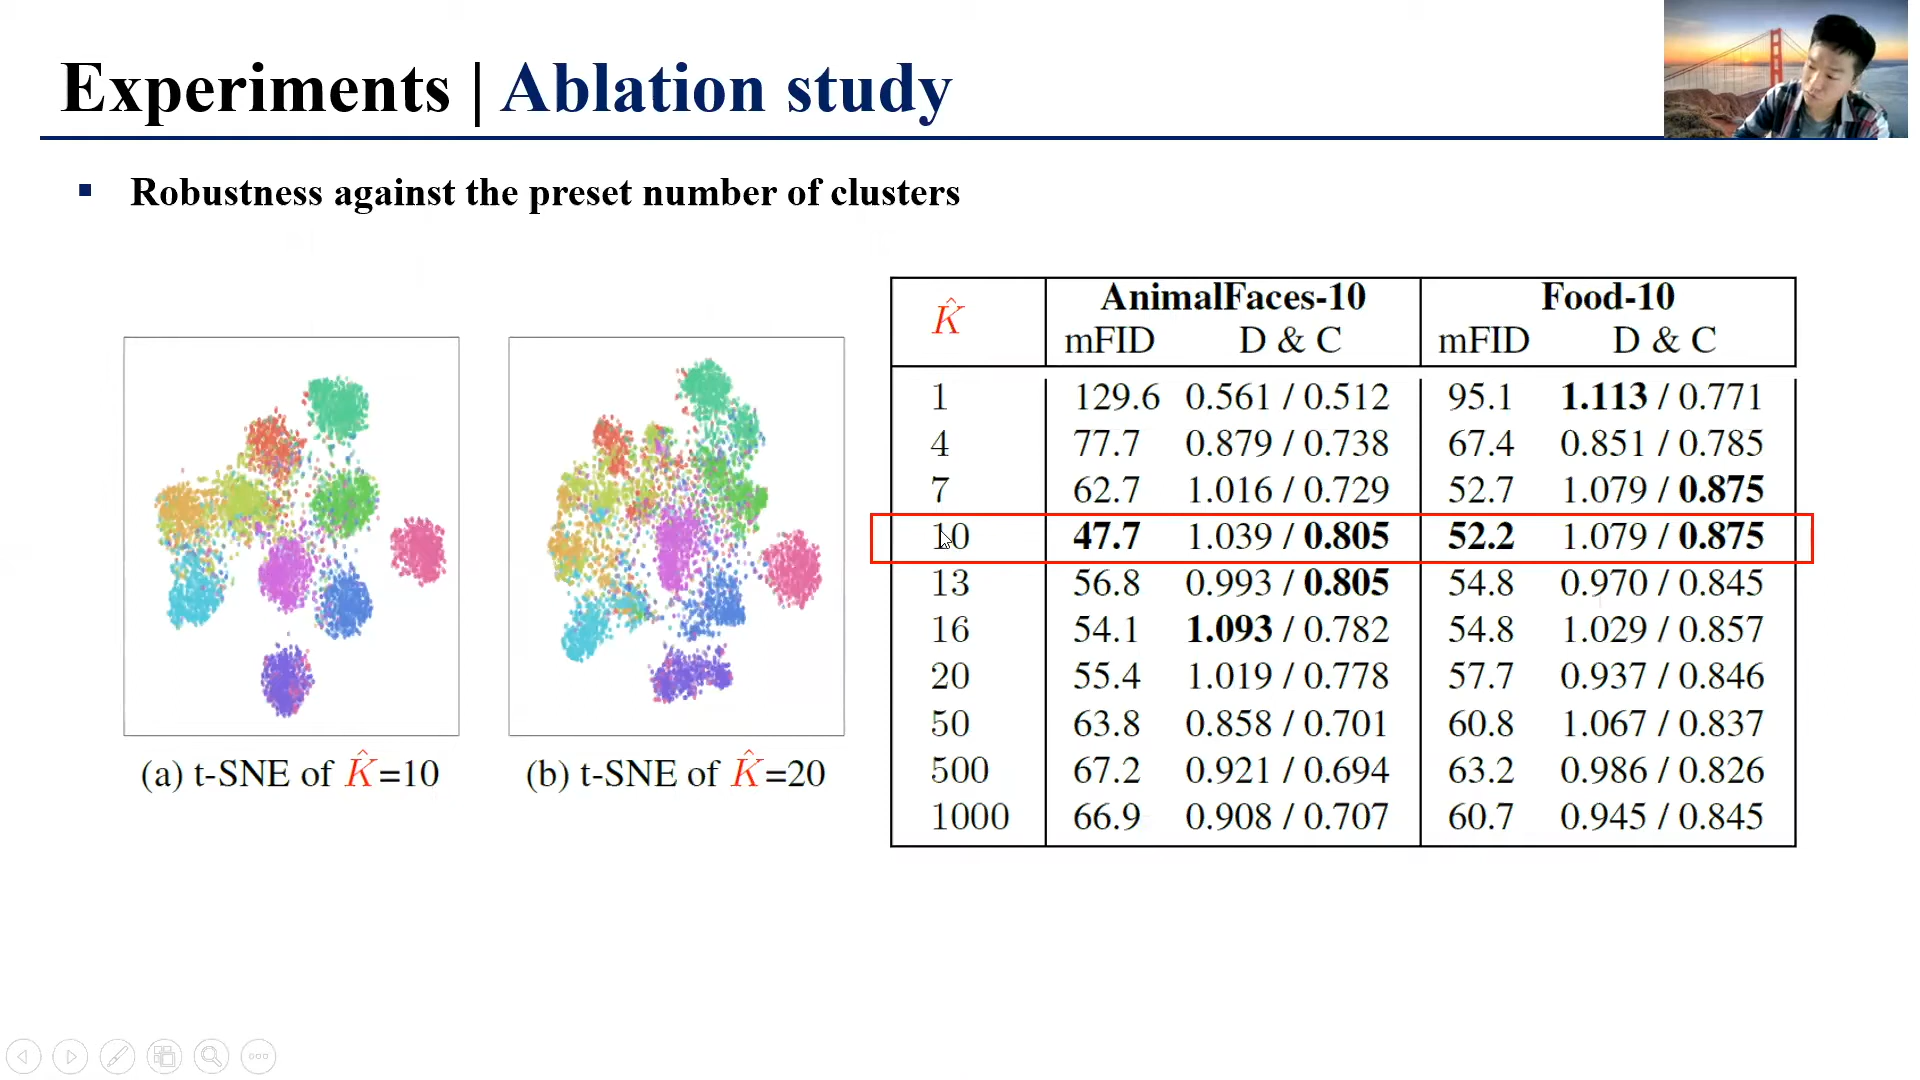 Experiments | Ablation study
▪ Robustness against the preset number of clusters
K̂ AnimalFaces-10 Food-10
mFID D & C mFID D & C
1 129.6 0.561 / 0.512 95.1 1.113 / 0.771
4 77.7 0.879 / 0.738 67.4 0.851 / 0.785
7 62.7 1.016 / 0.729 52.7 1.079 / 0.875
10 47.7 1.039 / 0.805 52.2 1.079 / 0.875
13 56.8 0.993 / 0.805 54.8 0.970 / 0.845
16 54.1 1.093 / 0.782 54.8 1.029 / 0.857
20 55.4 1.019 / 0.778 57.7 0.937 / 0.846
50 63.8 0.858 / 0.701 60.8 1.067 / 0.837
500 67.2 0.921 / 0.694 63.2 0.986 / 0.826
1000 66.9 0.908 / 0.707 60.7 0.945 / 0.845
(a) t-SNE of K̂=10
(b) t-SNE of K̂=20